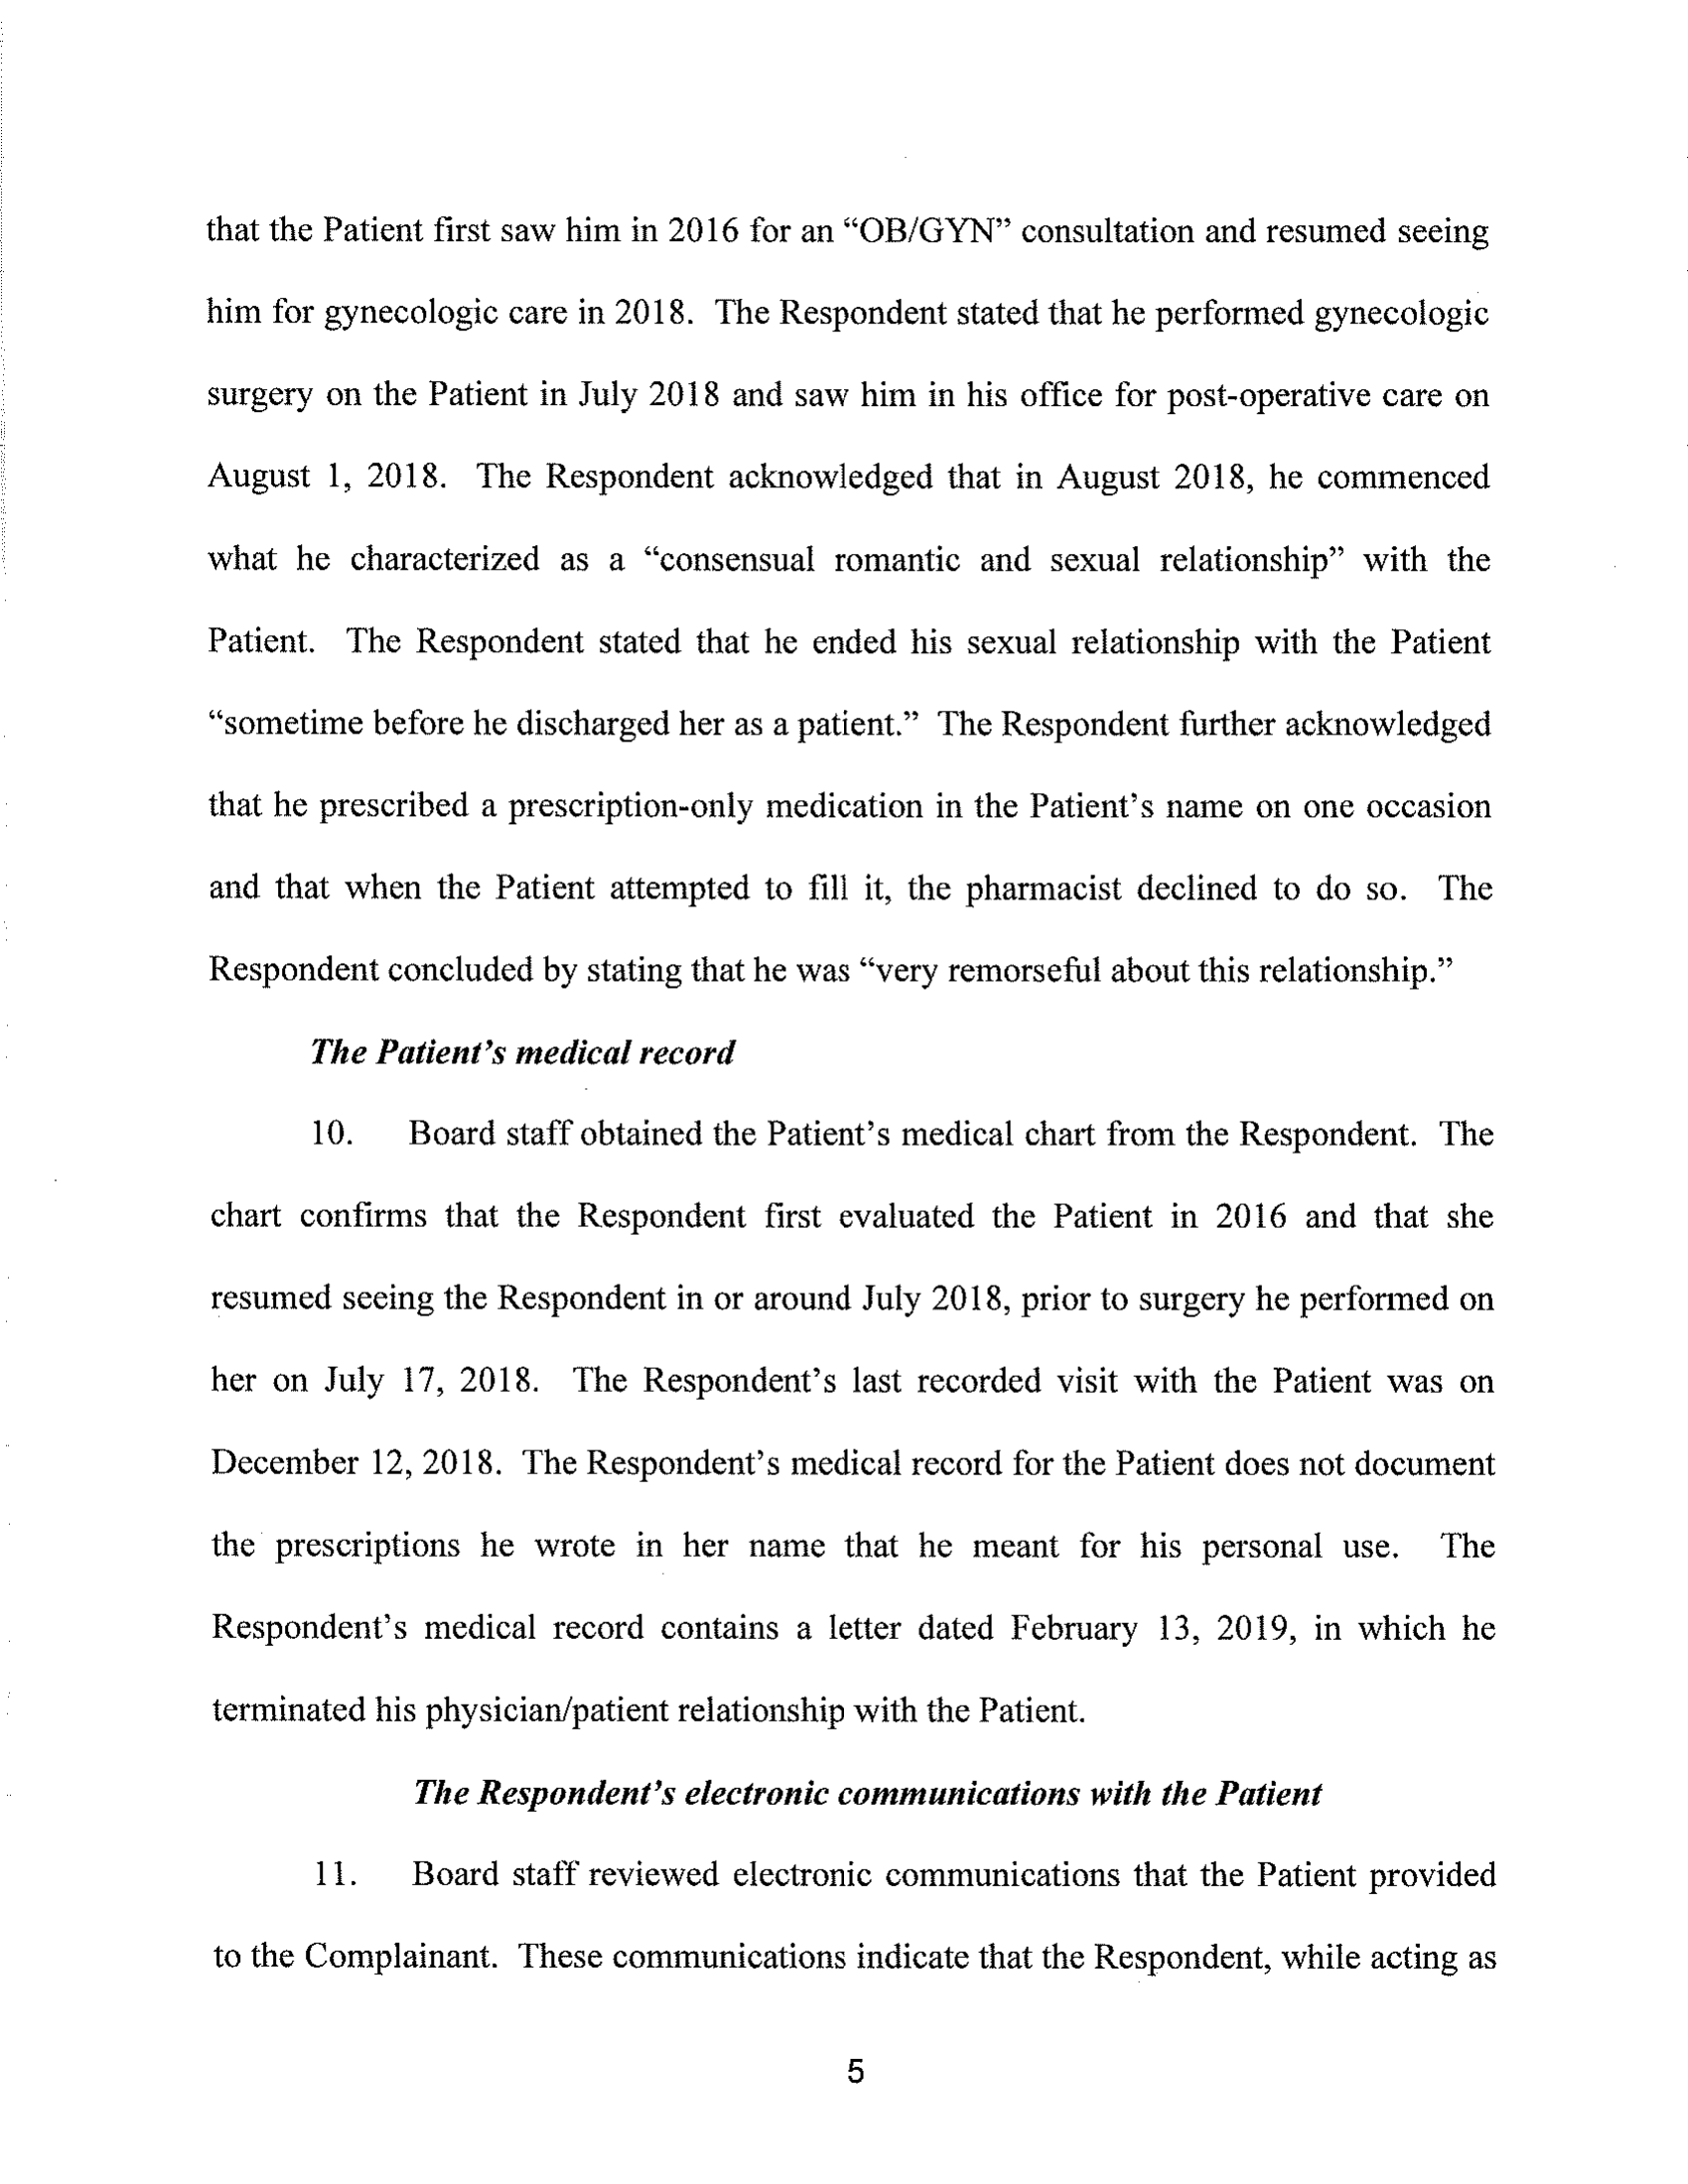 that the Patient first saw him in 2016 for an “OB/GYN” consultation and resumed seeing
him for gynecologic care in 2018. The Respondent stated that he performed gynecologic
surgery on the Patient in July 2018 and saw him in his office for post-operative care on
August 1, 2018. The Respondent acknowledged that in August 2018, he commenced
what he characterized as a “consensual romantic and sexual relationship” with the
Patient. The Respondent stated that he ended his sexual relationship with the Patient
“sometime before he discharged her as a patient.” The Respondent further acknowledged
that he prescribed a prescription-only medication in the Patient’s name on one occasion
and that when the Patient attempted to fill it, the pharmacist declined to do so. The
Respondent concluded by stating that he was “very remorseful about this relationship.”
The Patient’s medical record
10. Board staff obtained the Patient’s medical chart from the Respondent. The
chart confirms that the Respondent first evaluated the Patient in 2016 and that she
resumed seeing the Respondent in or around July 2018, prior to surgery he performed on
her on July 17, 2018. The Respondent’s last recorded visit with the Patient was on
December 12, 2018. The Respondent’s medical record for the Patient does not document
the prescriptions he wrote in her name that he meant for his personal use. The
Respondent’s medical record contains a letter dated February 13, 2019, in which he
terminated his physician/patient relationship with the Patient.
The Respondent’s electronic communications with the Patient
11. Board staff reviewed electronic communications that the Patient provided
to the Complainant. These communications indicate that the Respondent, while acting as
5